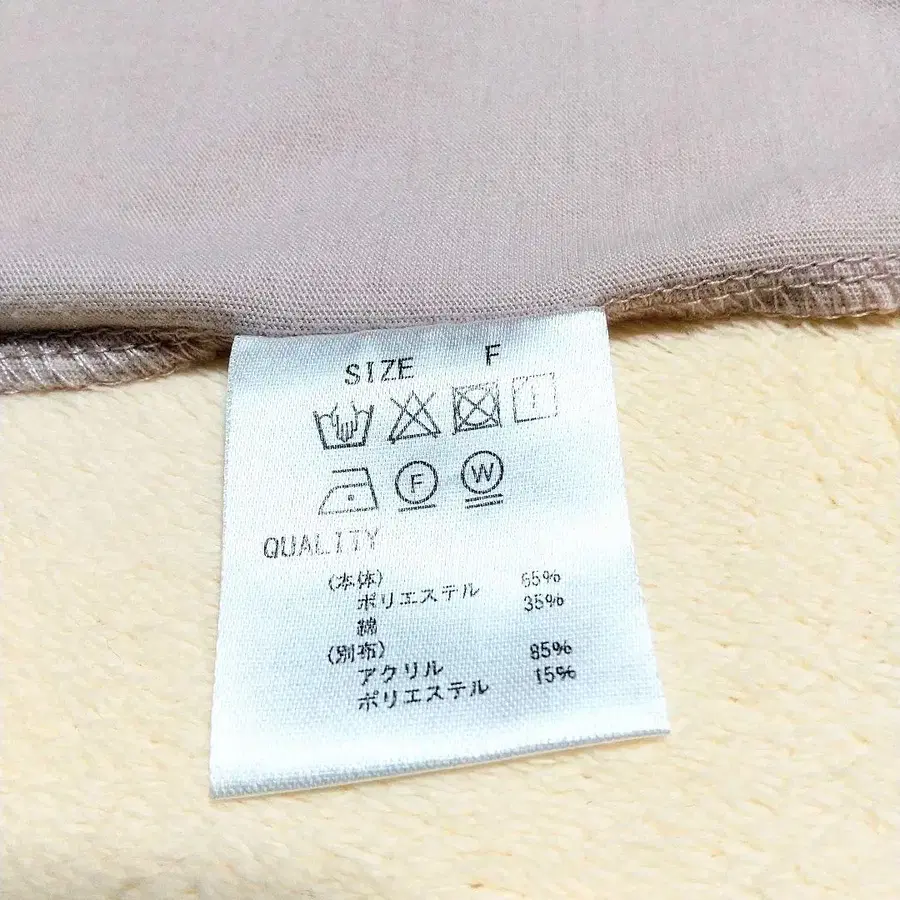 SIZE F
F W
QUALITY
(本体)
ポリエステル 65%
綿 35%
(別布)
アクリル 85%
ポリエステル 15%